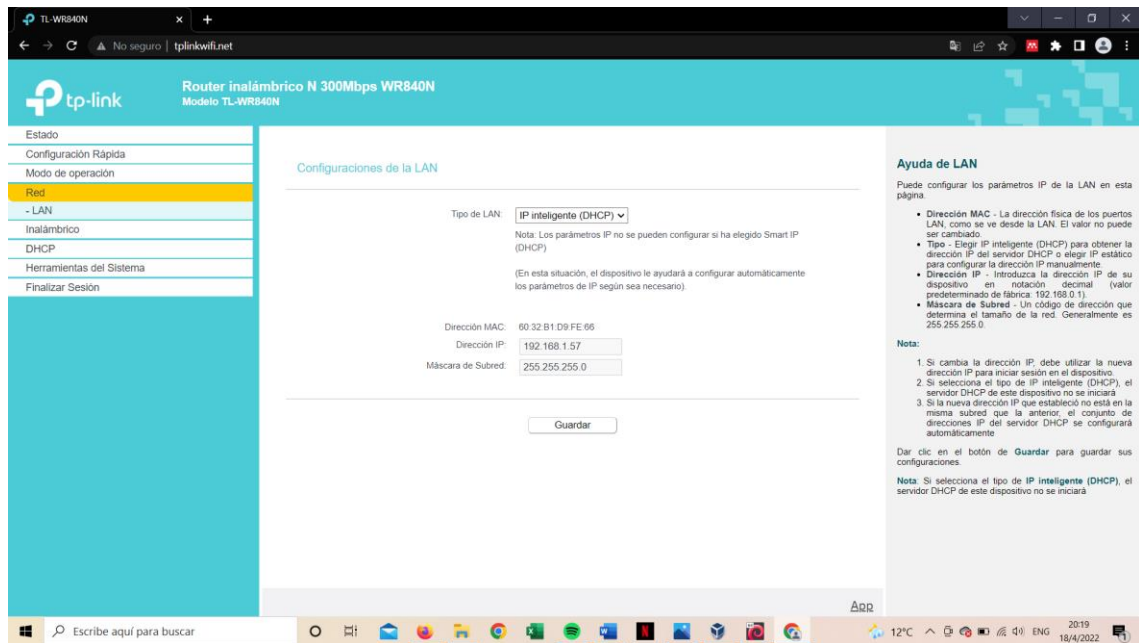 TL-WR840N
No seguro | tplinkwifi.net
tp-link
Router inalámbrico N 300Mbps WR840N
Modelo TL-WR840N
Estado
Configuración Rápida
Modo de operación
Red
- LAN
Inalámbrico
DHCP
Herramientas del Sistema
Finalizar Sesión
Configuraciones de la LAN
Tipo de LAN: IP inteligente (DHCP)
Nota: Los parámetros IP no se pueden configurar si ha elegido Smart IP
(DHCP)
(En esta situación, el dispositivo le ayudará a configurar automáticamente
los parámetros de IP según sea necesario).
Dirección MAC: 60:32:B1:D9:FE:66
Dirección IP: 192.168.1.57
Máscara de Subred: 255.255.255.0
Guardar
Ayuda de LAN
Puede configurar los parámetros IP de la LAN en esta
página.
• Dirección MAC - La dirección física de los puertos
LAN, como se ve desde la LAN. El valor no puede
ser cambiado.
• Tipo - Elegir IP inteligente (DHCP) para obtener la
dirección IP del servidor DHCP o elegir IP estático
para configurar la dirección IP manualmente.
• Dirección IP - Introduzca la dirección IP de su
dispositivo en notación decimal (valor
predeterminado de fábrica: 192.168.0.1).
• Máscara de Subred - Un código de dirección que
determina el tamaño de la red. Generalmente es
255.255.255.0.
Nota:
1. Si cambia la dirección IP, debe utilizar la nueva
dirección IP para iniciar sesión en el dispositivo.
2. Si selecciona el tipo de IP inteligente (DHCP), el
servidor DHCP de este dispositivo no se iniciará
3. Si la nueva dirección IP que estableció no está en la
misma subred que la anterior, el conjunto de
direcciones IP del servidor DHCP se configurará
automáticamente
Dar clic en el botón de Guardar para guardar sus
configuraciones.
Nota: Si selecciona el tipo de IP inteligente (DHCP), el
servidor DHCP de este dispositivo no se iniciará
App
Escribe aquí para buscar
12°C
ENG
20:19
18/4/2022